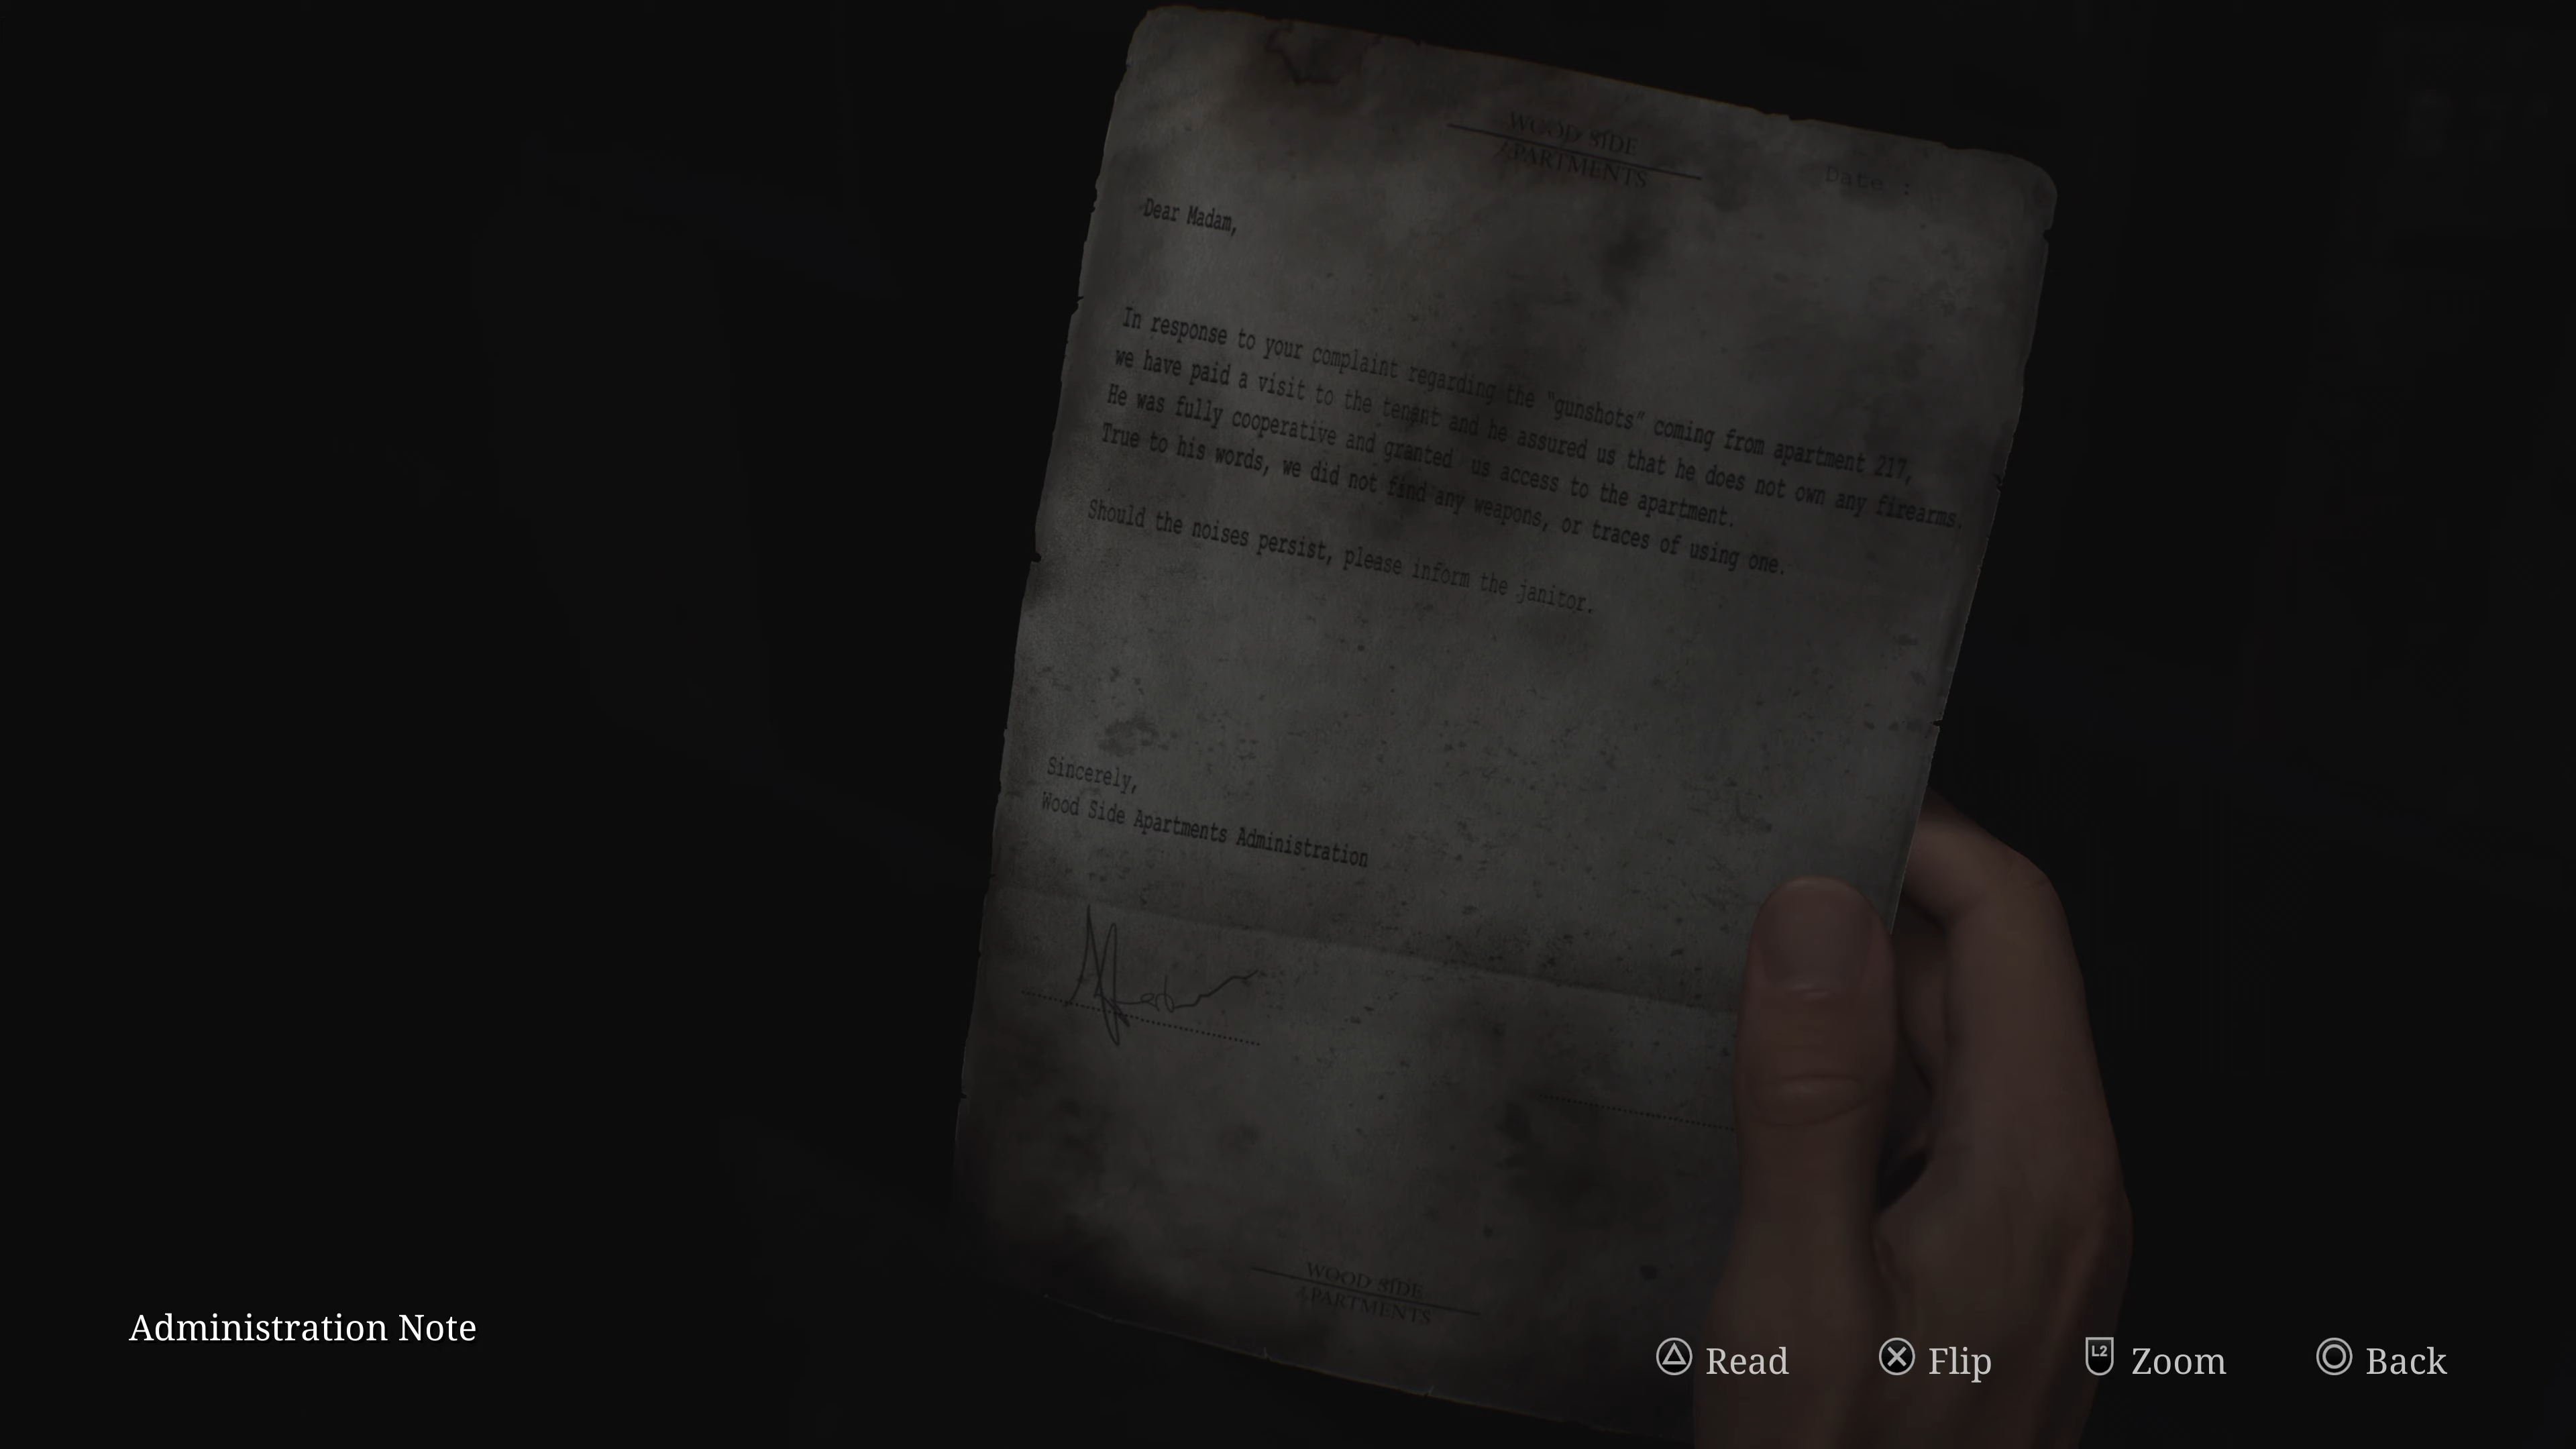 WOOD SIDE
APARTMENTS
Date :
Dear Madam,
In response to your complaint regarding the "gunshots" coming from apartment 217,
we have paid a visit to the tenant and he assured us that he does not own any firearms.
He was fully cooperative and granted us access to the apartment.
True to his words, we did not find any weapons, or traces of using one.
Should the noises persist, please inform the janitor.
Sincerely,
Wood Side Apartments Administration
WOOD SIDE
APARTMENTS
Administration Note
Read
Flip
L2 Zoom
Back